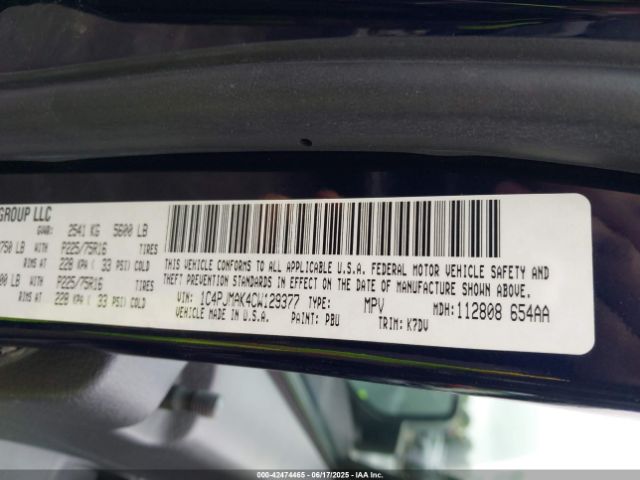 GROUP LLC
GVWR: 2541 KG 5600 LB
750 LB WITH P225/75R16 TIRES
RIMS AT 228 KPA ( 33 PSI) COLD
00 LB WITH P225/75R16 TIRES
RIMS AT 228 KPA ( 33 PSI) COLD
THIS VEHICLE CONFORMS TO ALL APPLICABLE U.S.A. FEDERAL MOTOR VEHICLE SAFETY AND
THEFT PREVENTION STANDARDS IN EFFECT ON THE DATE OF MANUFACTURE SHOWN ABOVE.
VIN: 1C4PJMAK4CW129377 TYPE: MPV MDH: 112808 654AA
VEHICLE MADE IN U.S.A. PAINT: PBU TRIM: K7DV
000-42474465 - 06/17/2025 - IAA Inc.